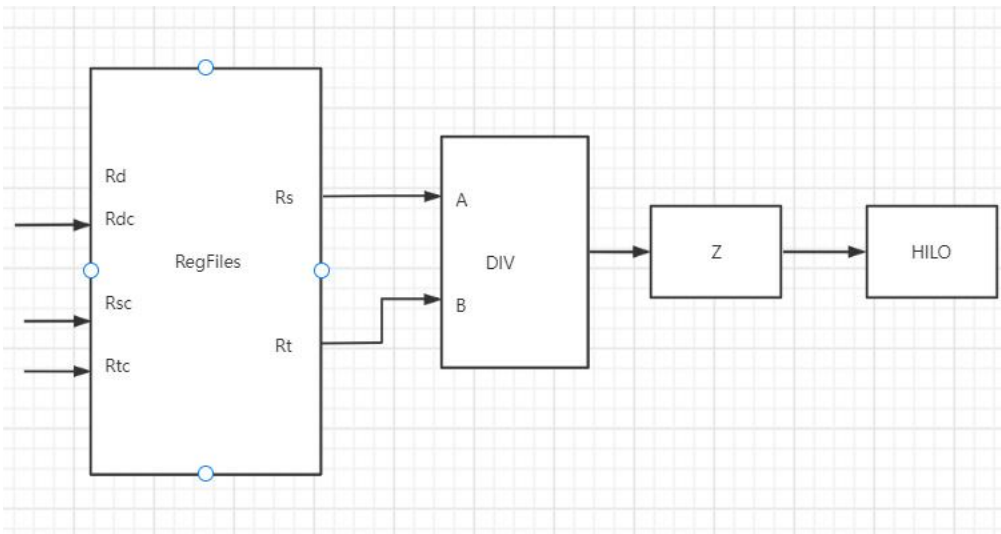 Rd
Rdc
RegFiles
Rsc
Rtc
Rs
Rt
A
DIV
B
Z
HILO